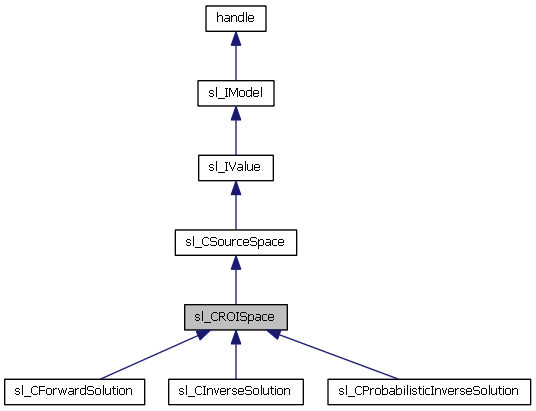 handle
sl_IModel
sl_IValue
sl_CSourceSpace
sl_CROISpace
sl_CForwardSolution
sl_CInverseSolution
sl_CProbabilisticInverseSolution